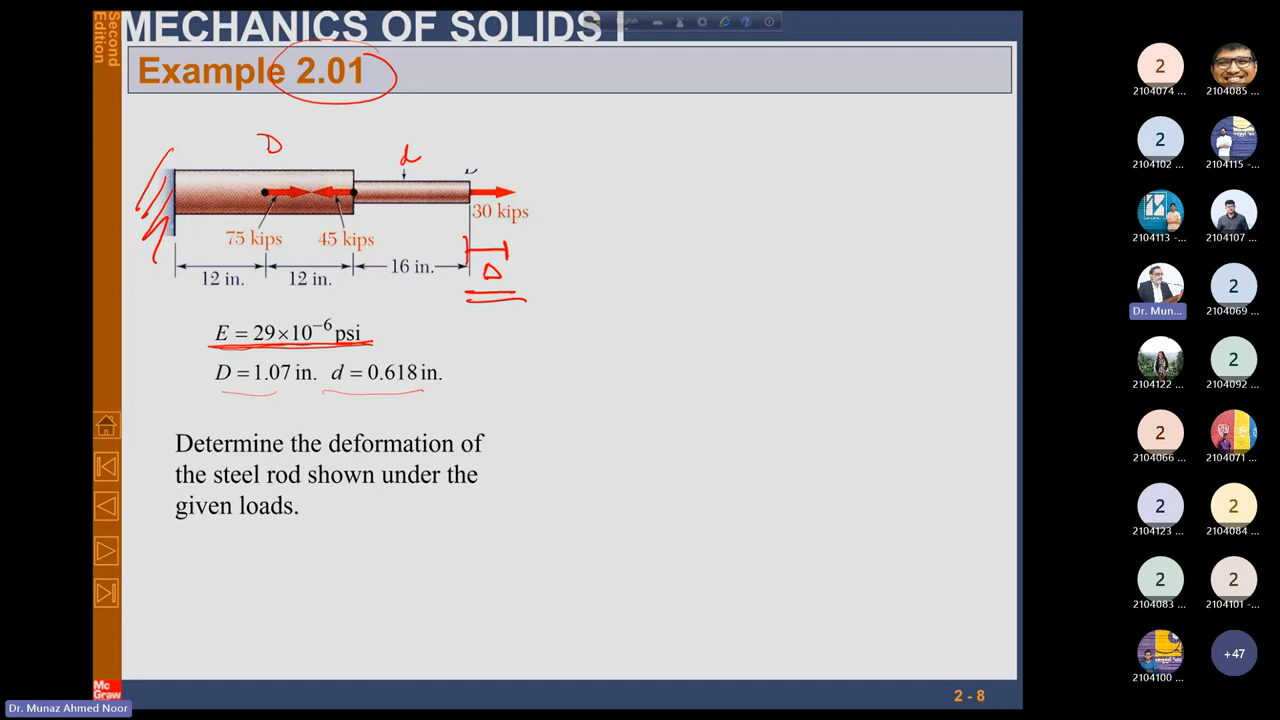 Second
Edition
MECHANICS OF SOLIDS I
English
Example 2.01
D
d
75 kips
45 kips
30 kips
12 in.
12 in.
16 in.
Δ
E = 29×10⁻⁶ psi
D = 1.07 in. d = 0.618 in.
Determine the deformation of
the steel rod shown under the
given loads.
Mc
Graw
2 - 8
Dr. Munaz Ahmed Noor
2
2104074 ...
2104085 ...
2
2104102 ...
2104115 -...
2104113 -...
2104107 ...
Dr. Mun...
2
2104069 ...
2104122 ...
2
2104092 ...
2
2104066 ...
2104071 ...
2
2104123 ...
2
2104084 ...
2
2104083 ...
2
2104101 -...
2104100 ...
+47